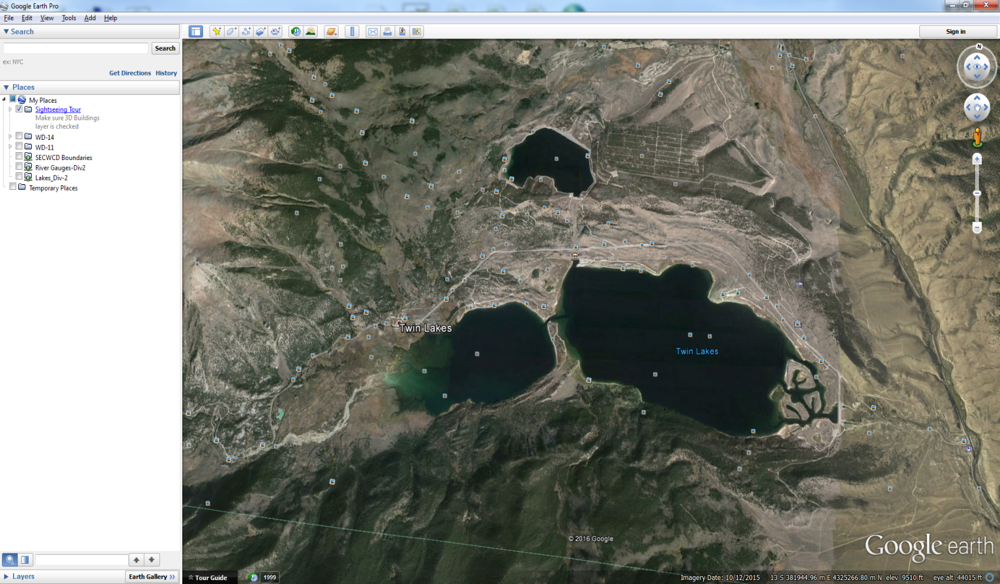 Google Earth Pro
File Edit View Tools Add Help
Search
Search
ex: NYC
Get Directions History
Places
My Places
Sightseeing Tour
Make sure 3D Buildings
layer is checked
WD-14
WD-11
SECWCD Boundaries
River Gauges-Div2
Lakes_Div-2
Temporary Places
Layers
Earth Gallery >>
Sign in
N
Twin Lakes
Twin Lakes
© 2016 Google
Google earth
Tour Guide
1999
Imagery Date: 10/12/2015 13 S 381944.96 m E 4325266.80 m N elev 9510 ft eye alt 44015 ft